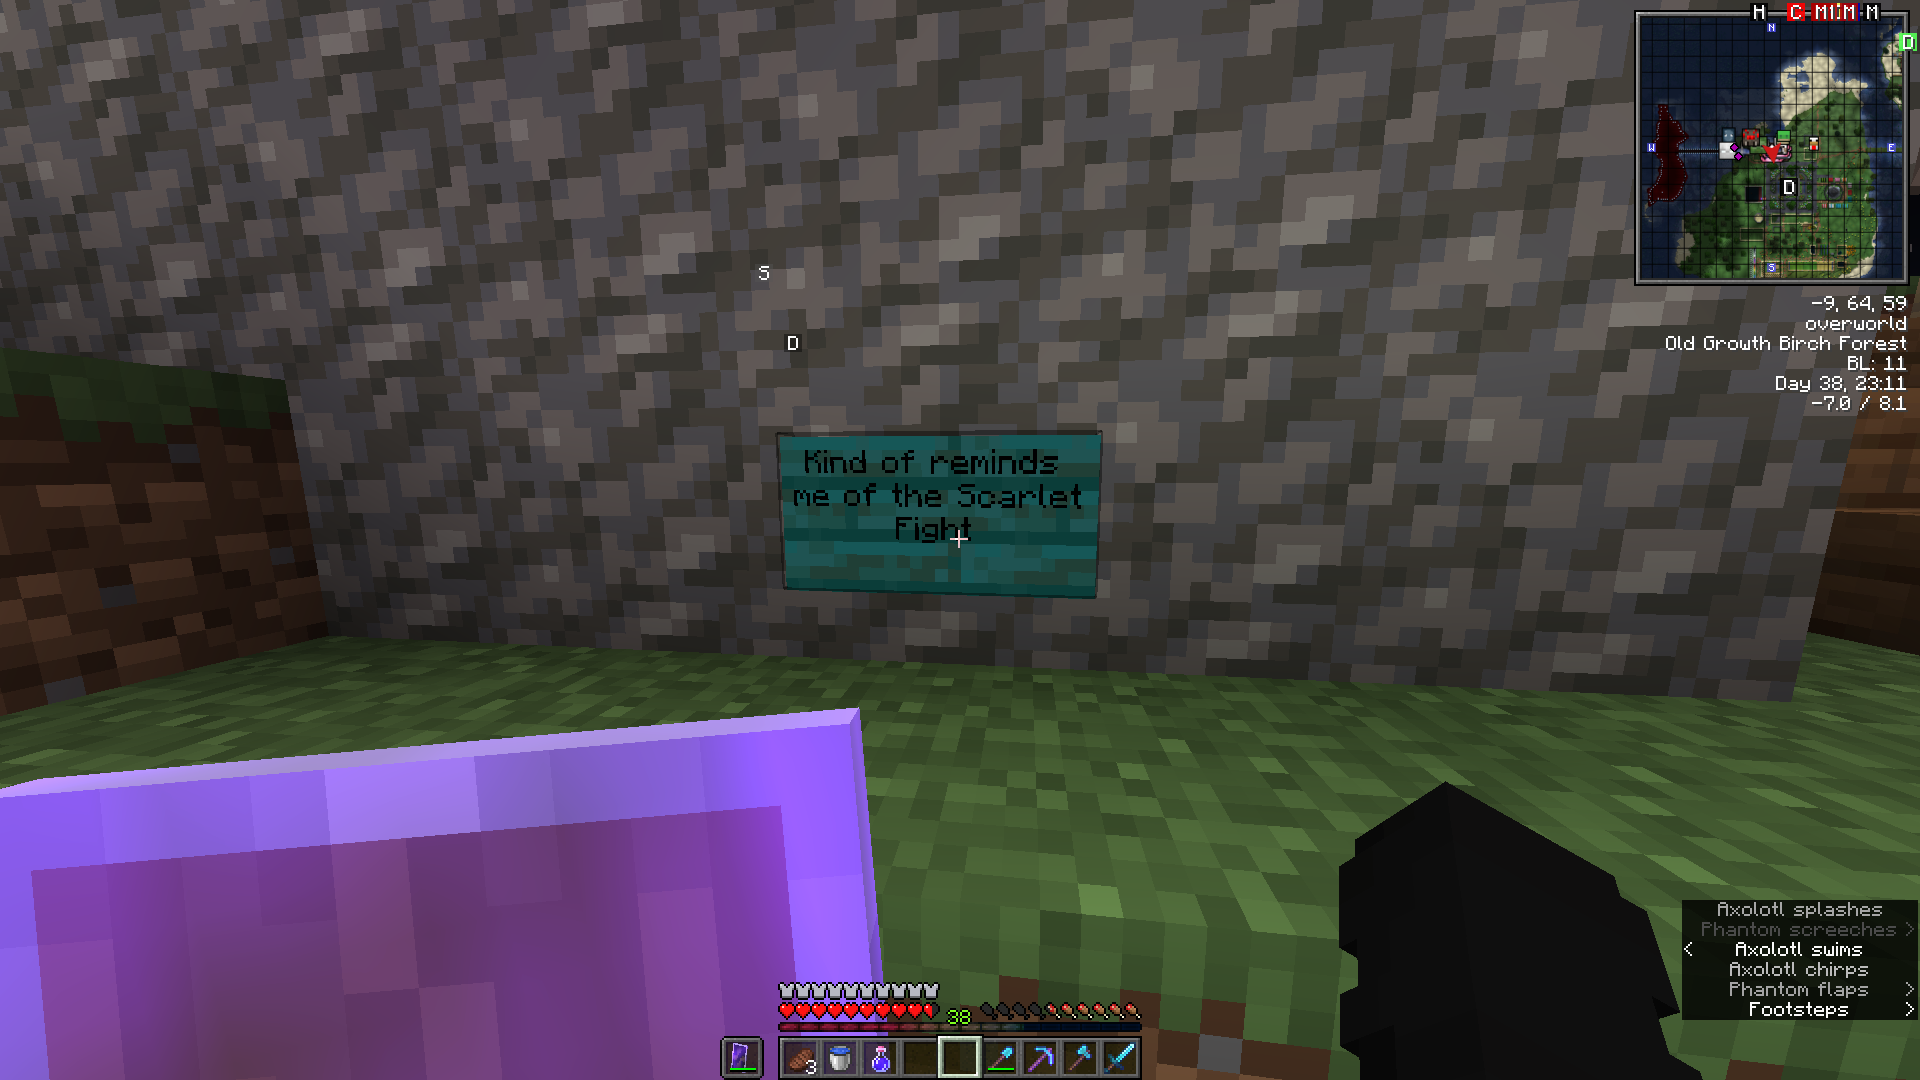 H C M1 M M
N
D
W
E
D
S
-9, 64, 59
overworld
Old Growth Birch Forest
BL: 11
Day 38, 23:11
-7.0 / 8.1
S
D
Kind of reminds
me of the Scarlet
Fight
Axolotl splashes
Phantom screeches >
< Axolotl swims
Axolotl chirps
Phantom flaps >
Footsteps >
38
3